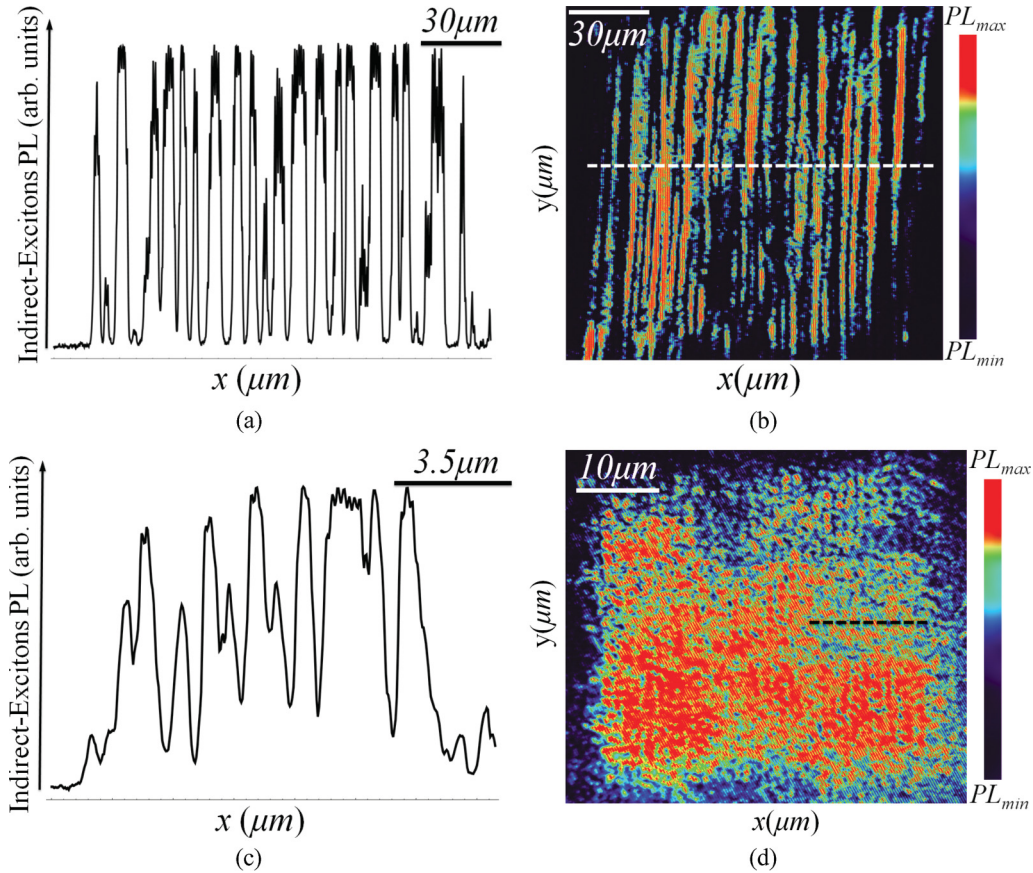 Indirect-Excitons PL (arb. units)
30μm
x (μm)
(a)
30μm
y(μm)
x(μm)
PLmax
PLmin
(b)
Indirect-Excitons PL (arb. units)
3.5μm
x (μm)
(c)
10μm
y(μm)
x(μm)
PLmax
PLmin
(d)